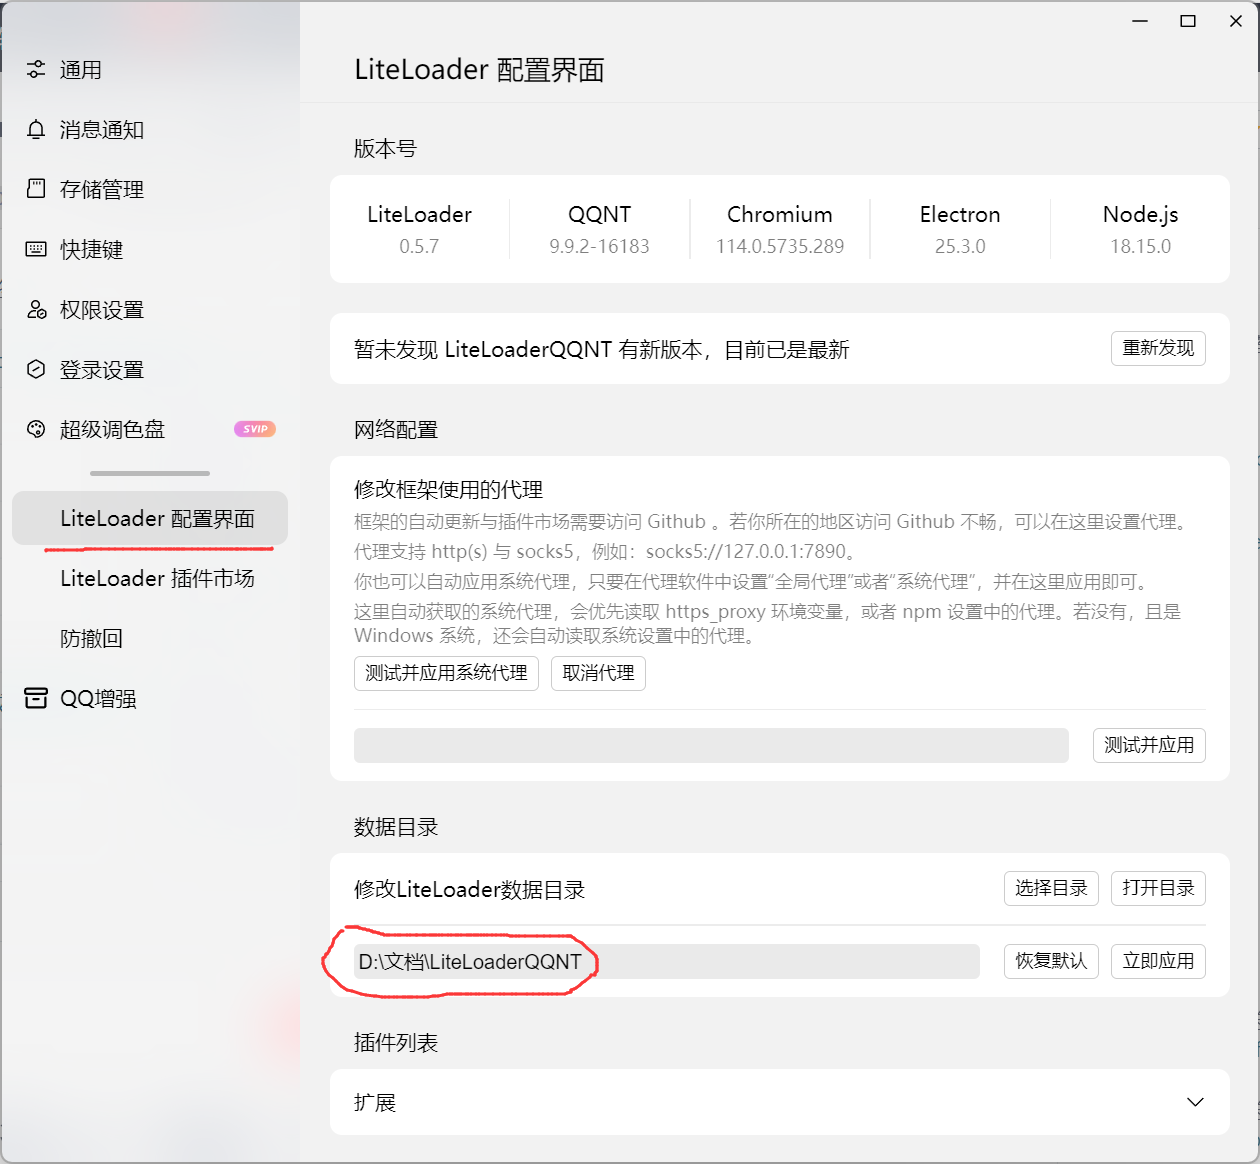 通用
消息通知
存储管理
快捷键
权限设置
登录设置
超级调色盘 SVIP
LiteLoader 配置界面
LiteLoader 插件市场
防撤回
QQ增强
LiteLoader 配置界面
版本号
LiteLoader QQNT Chromium Electron Node.js
0.5.7 9.9.2-16183 114.0.5735.289 25.3.0 18.15.0
暂未发现 LiteLoaderQQNT 有新版本，目前已是最新 重新发现
网络配置
修改框架使用的代理
框架的自动更新与插件市场需要访问 Github 。若你所在的地区访问 Github 不畅，可以在这里设置代理。
代理支持 http(s) 与 socks5，例如：socks5://127.0.0.1:7890。
你也可以自动应用系统代理，只要在代理软件中设置“全局代理”或者“系统代理”，并在这里应用即可。
这里自动获取的系统代理，会优先读取 https_proxy 环境变量，或者 npm 设置中的代理。若没有，且是
Windows 系统，还会自动读取系统设置中的代理。
测试并应用系统代理 取消代理
测试并应用
数据目录
修改LiteLoader数据目录 选择目录 打开目录
D:\文档\LiteLoaderQQNT 恢复默认 立即应用
插件列表
扩展